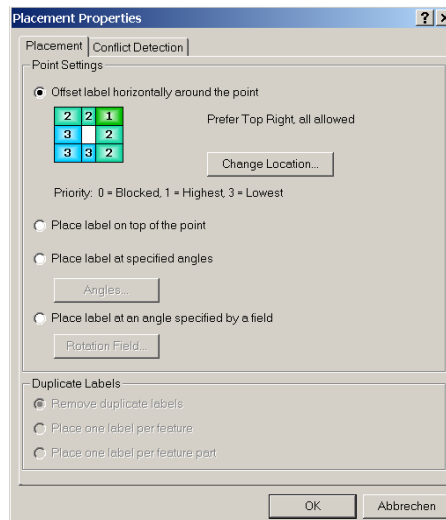 Placement Properties
Placement Conflict Detection
Point Settings
Offset label horizontally around the point
2 2 1
3 2
3 3 2
Prefer Top Right, all allowed
Change Location...
Priority: 0 = Blocked, 1 = Highest, 3 = Lowest
Place label on top of the point
Place label at specified angles
Angles...
Place label at an angle specified by a field
Rotation Field...
Duplicate Labels
Remove duplicate labels
Place one label per feature
Place one label per feature part
OK Abbrechen